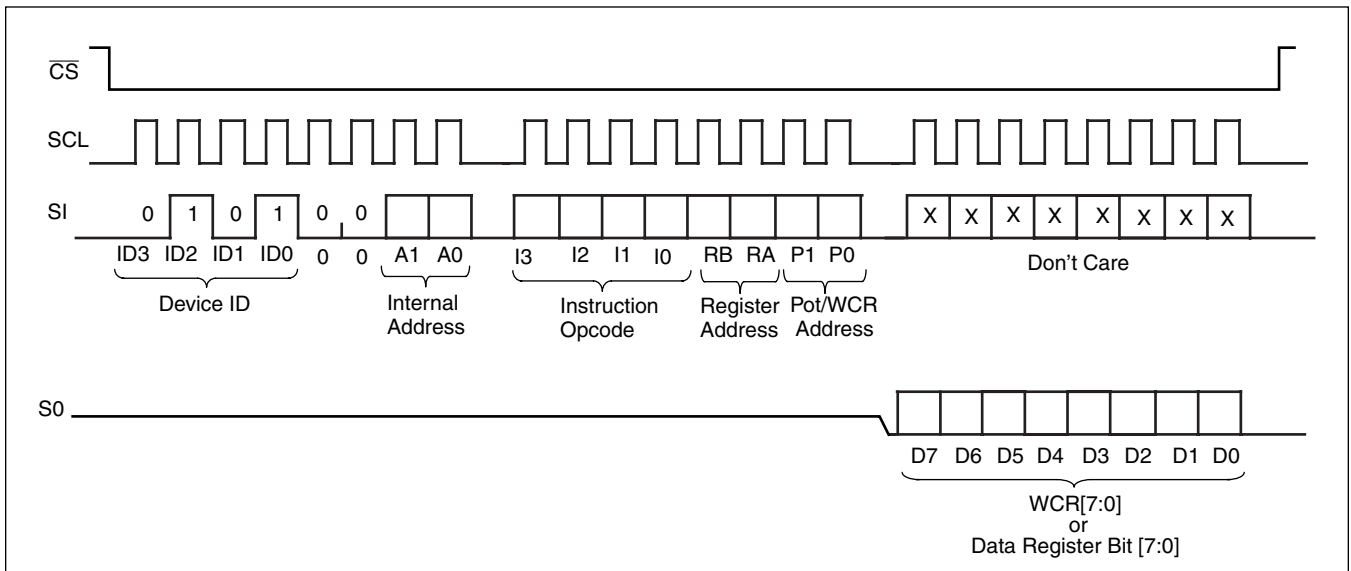 CS
SCL
SI
0 1 0 1 0 0
X X X X X X X X
ID3 ID2 ID1 ID0 0 0 A1 A0 I3 I2 I1 I0 RB RA P1 P0
Don't Care
Device ID
Internal
Address
Instruction
Opcode
Register
Address
Pot/WCR
Address
S0
D7 D6 D5 D4 D3 D2 D1 D0
WCR[7:0]
or
Data Register Bit [7:0]